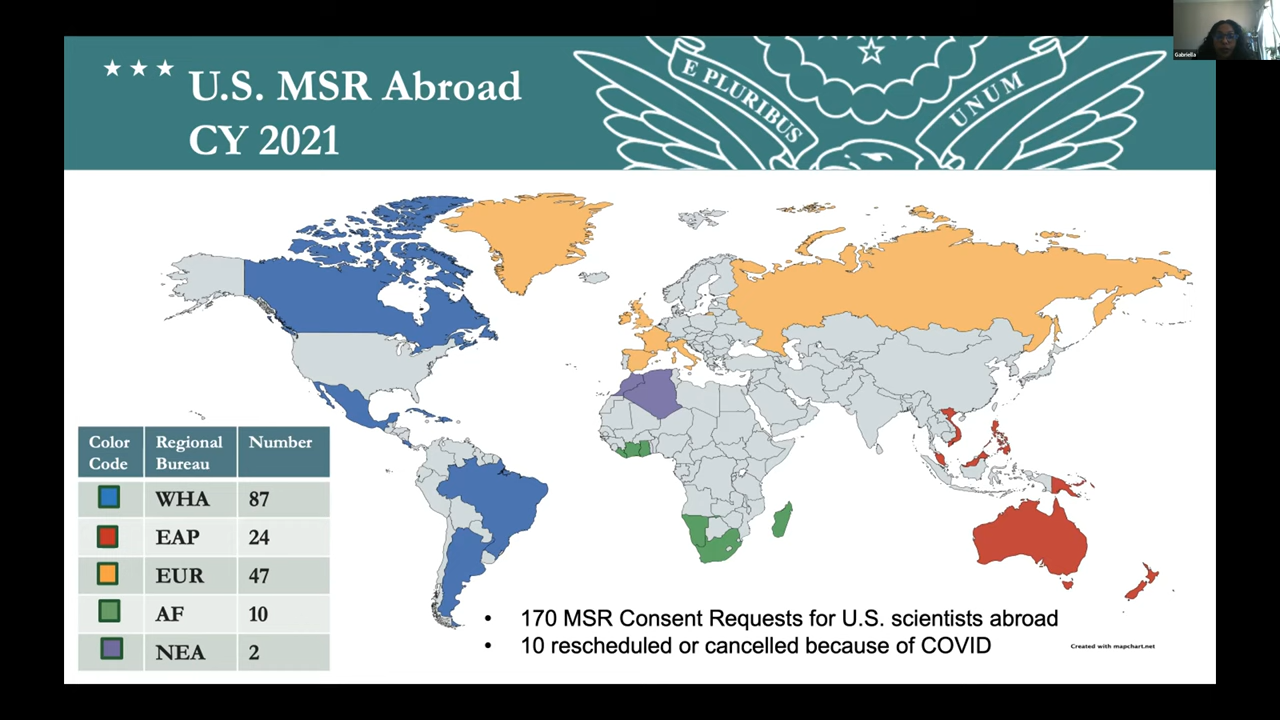 Gabriella
E PLURIBUS
UNUM
★★★ U.S. MSR Abroad
CY 2021
Color Code
Regional Bureau
Number
WHA 87
EAP 24
EUR 47
AF 10
NEA 2
• 170 MSR Consent Requests for U.S. scientists abroad
• 10 rescheduled or cancelled because of COVID
Created with mapchart.net